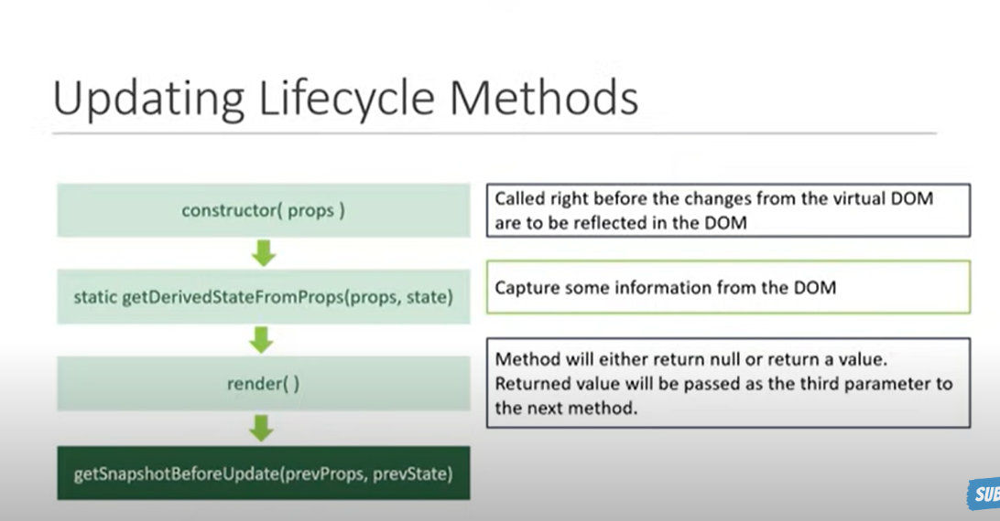 Updating Lifecycle Methods
constructor( props )
static getDerivedStateFromProps(props, state)
render( )
getSnapshotBeforeUpdate(prevProps, prevState)
Called right before the changes from the virtual DOM
are to be reflected in the DOM
Capture some information from the DOM
Method will either return null or return a value.
Returned value will be passed as the third parameter to
the next method.
SUB